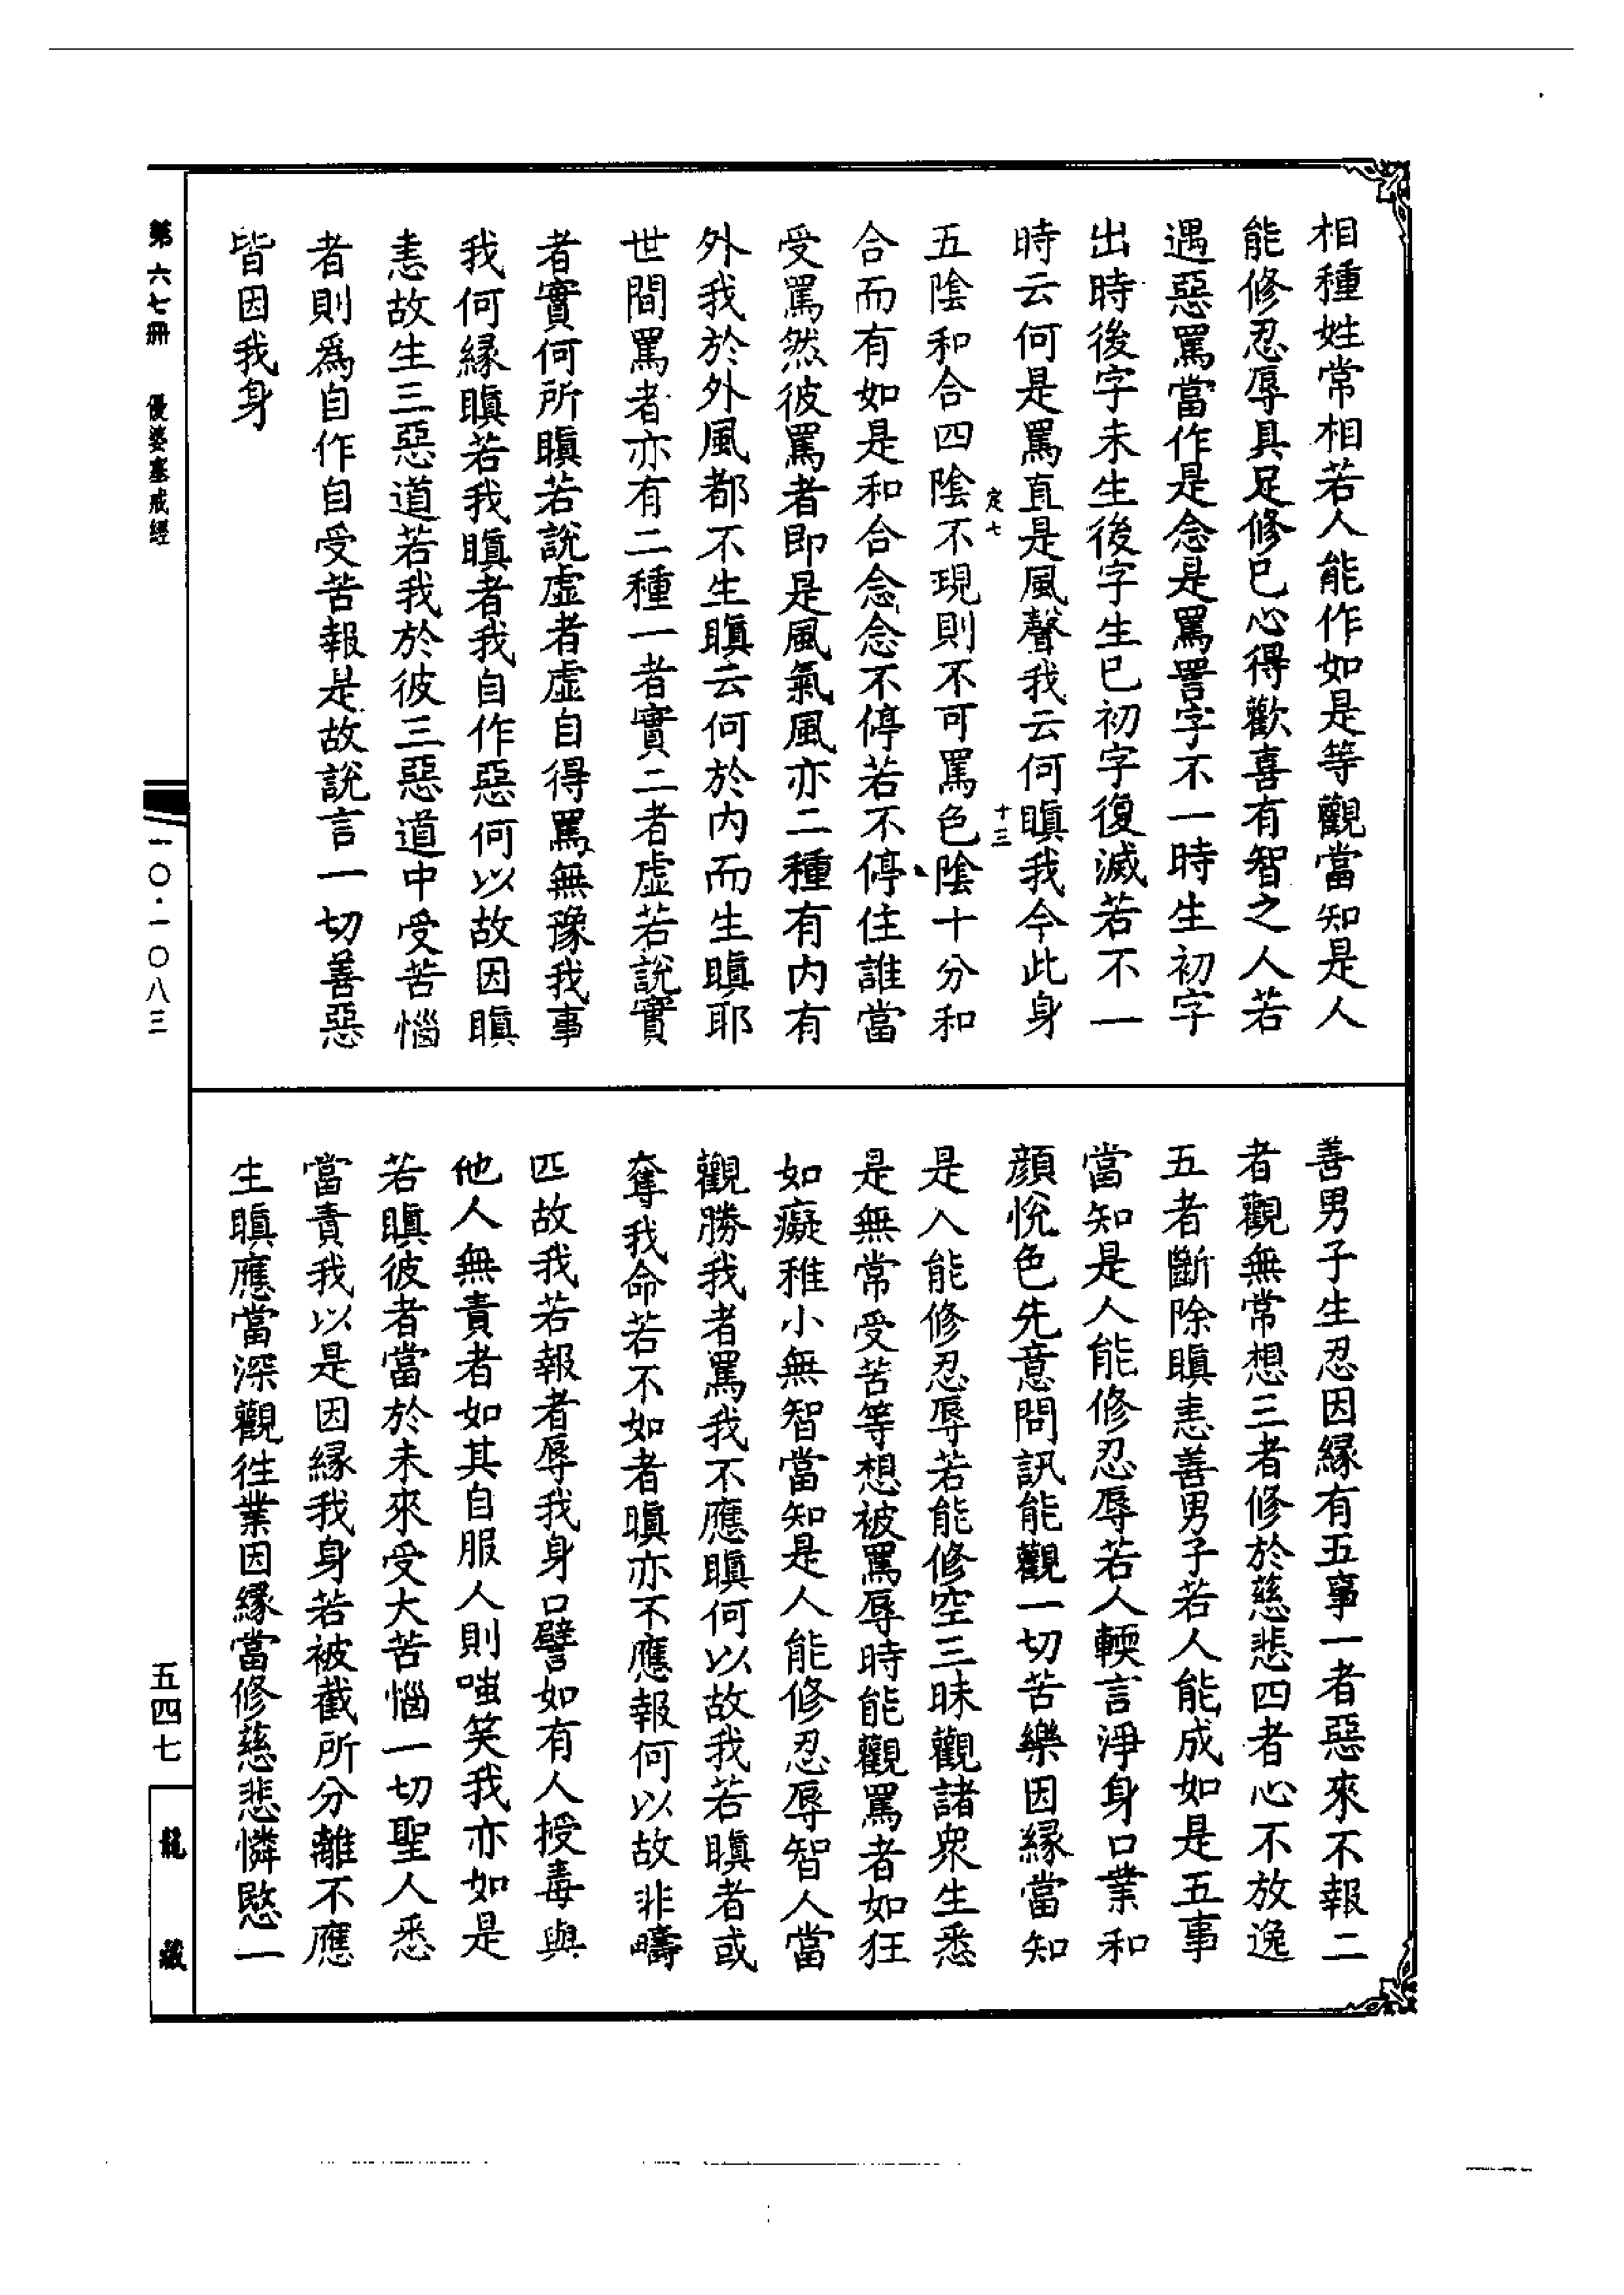 相種姓常相若人能作如是等觀當知是人
能修忍辱具足修已心得歡喜有智之人若
遇惡罵當作是念是罵詈字不一時生初字
出時後字未生後字生已初字復滅若不一
時云何是罵直是風聲我云何瞋我今此身
五陰和合四陰不現則不可罵色陰十分和
合而有如是和合念念不停若不停住誰當
受罵然彼罵者即是風氣風亦二種有内有
外我於外風都不生瞋云何於内而生瞋耶
世間罵者亦有二種一者實二者虛若說實
者實何所瞋若說虛者虛自得罵無豫我事
我何緣瞋若我瞋者我自作惡何以故因瞋
恚故生三惡道若我於彼三惡道中受苦惱
者則爲自作自受苦報是故說言一切善惡
皆因我身
善男子生忍因緣有五事一者惡來不報二
者觀無常想三者修於慈悲四者心不放逸
五者斷除瞋恚善男子若人能成如是五事
當知是人能修忍辱若人輭言淨身口業和
顏悅色先意問訊能觀一切苦樂因緣當知
是人能修忍辱若能修空三昧觀諸衆生悉
是無常受苦等想被罵辱時能觀罵者如狂
如癡稚小無智當知是人能修忍辱智人當
觀勝我者罵我不應瞋何以故我若瞋者或
奪我命若不如者瞋亦不應報何以故非疇
匹故我若報者辱我身口譬如有人授毒與
他人無責者如其自服人則嗤笑我亦如是
若瞋彼者當於未來受大苦惱一切聖人悉
當責我以是因緣我身若被截所分離不應
生瞋應當深觀往業因緣當修慈悲憐愍一
定七
十三
第六七冊 優婆塞戒經
一〇·一〇八三
五四七
龍藏